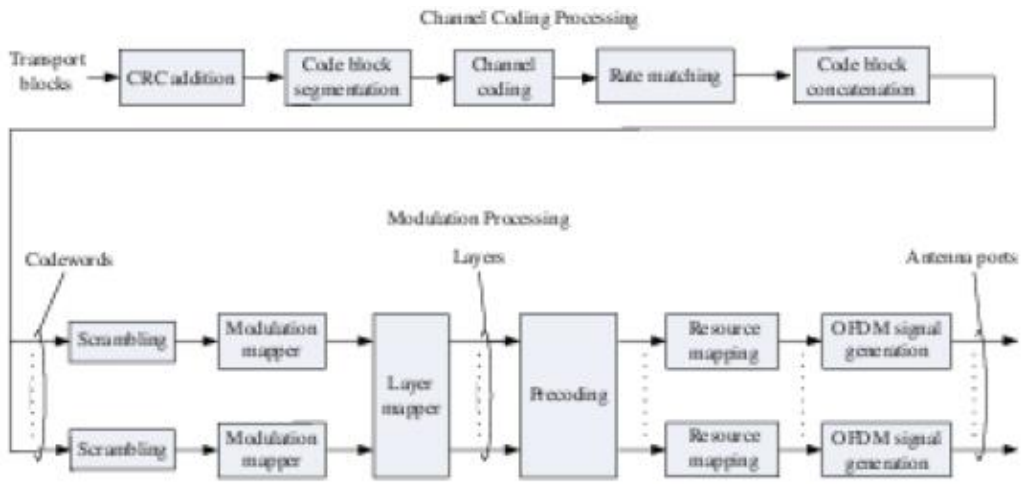 Channel Coding Processing
Transport
blocks
CRC addition
Code block
segmentation
Channel
coding
Rate matching
Code block
concatenation
Modulation Processing
Codewords
Layers
Antenna ports
Scrambling
Modulation
mapper
Layer
mapper
Precoding
Resource
mapping
OFDM signal
generation
Scrambling
Modulation
mapper
Resource
mapping
OFDM signal
generation